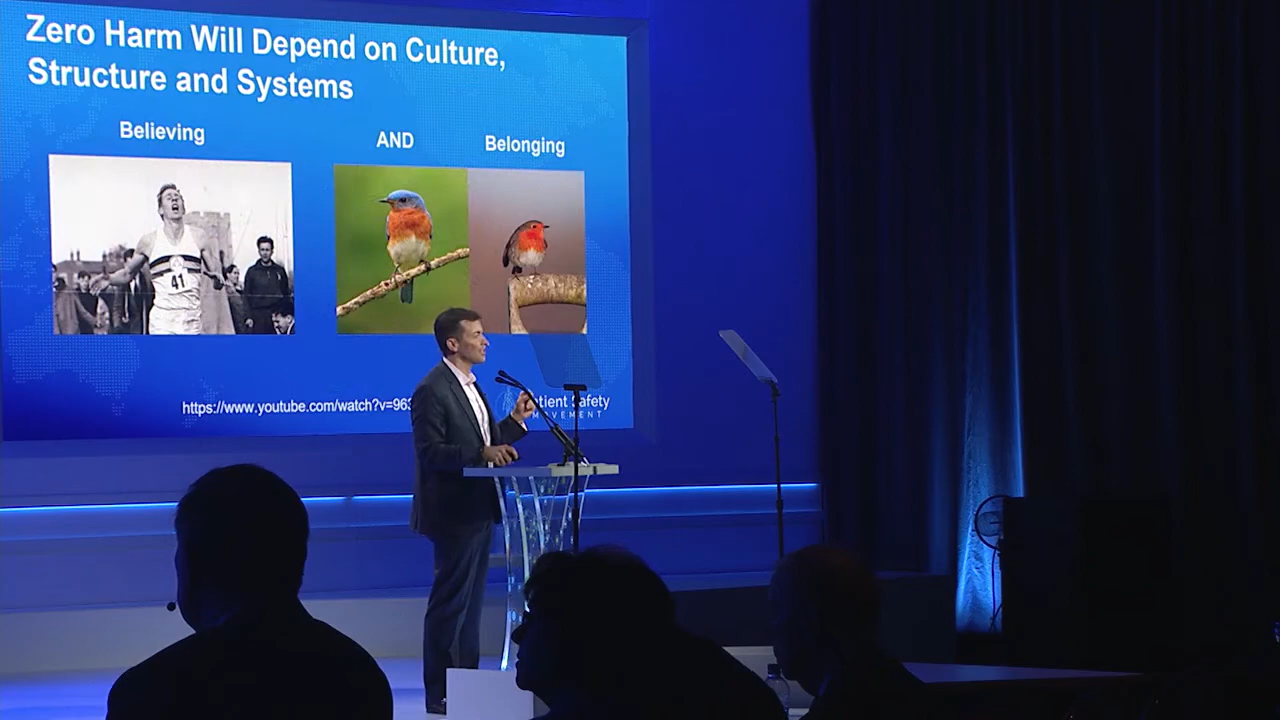 Zero Harm Will Depend on Culture,
Structure and Systems
Believing
AND
Belonging
41
https://www.youtube.com/watch?v=963
Safety